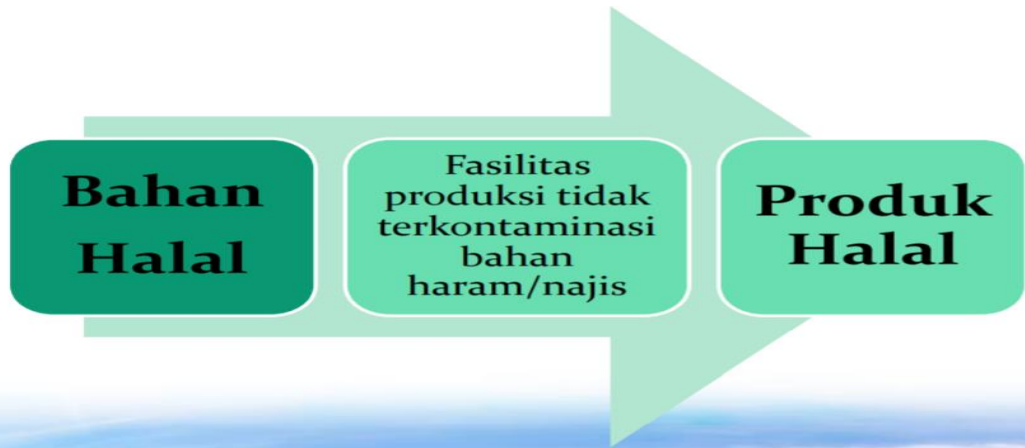 Bahan
Halal
Fasilitas
produksi tidak
terkontaminasi
bahan
haram/najis
Produk
Halal